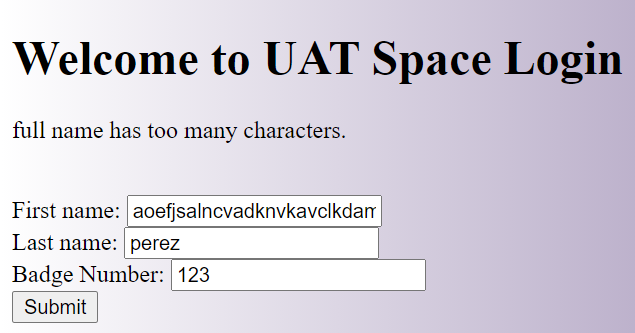 Welcome to UAT Space Login
full name has too many characters.
First name: aoefjsalncvadknvkavclkdam
Last name: perez
Badge Number: 123
Submit